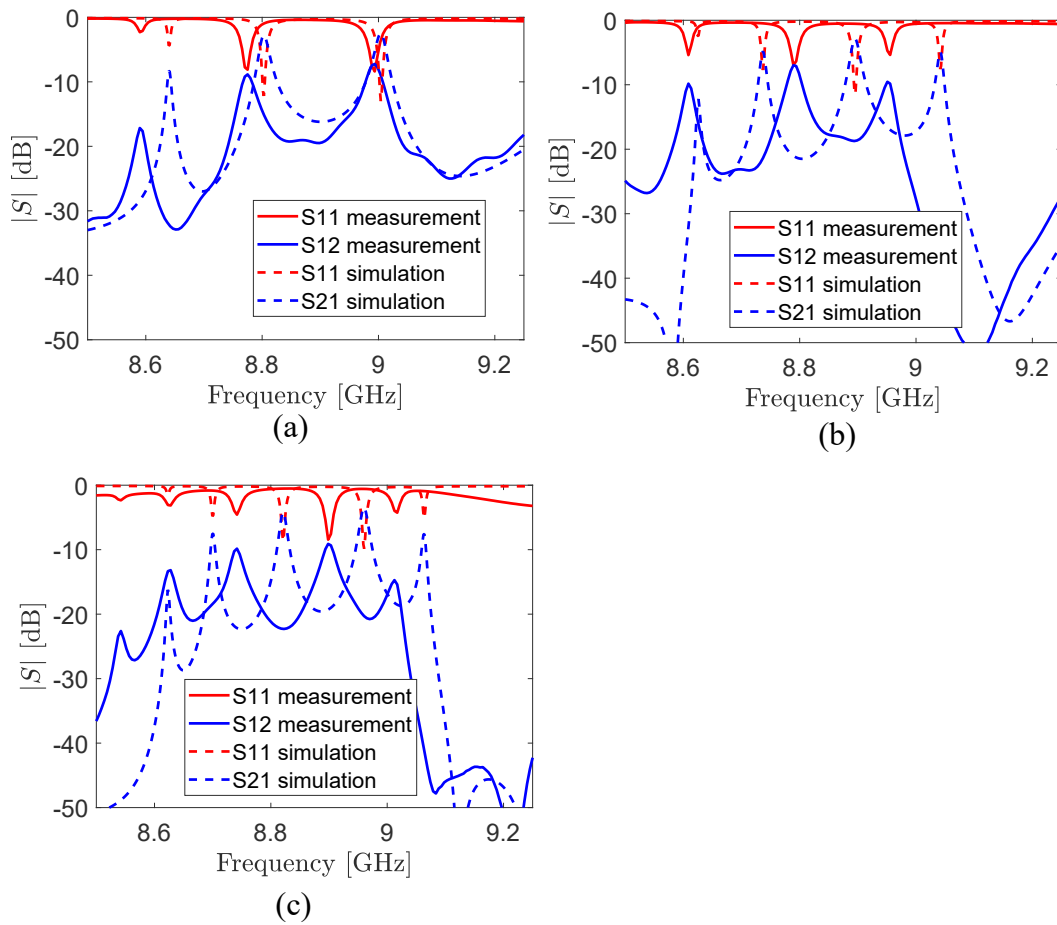 0
-10
-20
-30
-40
-50
|S| [dB]
S11 measurement
S12 measurement
S11 simulation
S21 simulation
8.6 8.8 9 9.2
Frequency [GHz]
(a)
0
-10
-20
-30
-40
-50
|S| [dB]
S11 measurement
S12 measurement
S11 simulation
S21 simulation
8.6 8.8 9 9.2
Frequency [GHz]
(b)
0
-10
-20
-30
-40
-50
|S| [dB]
S11 measurement
S12 measurement
S11 simulation
S21 simulation
8.6 8.8 9 9.2
Frequency [GHz]
(c)